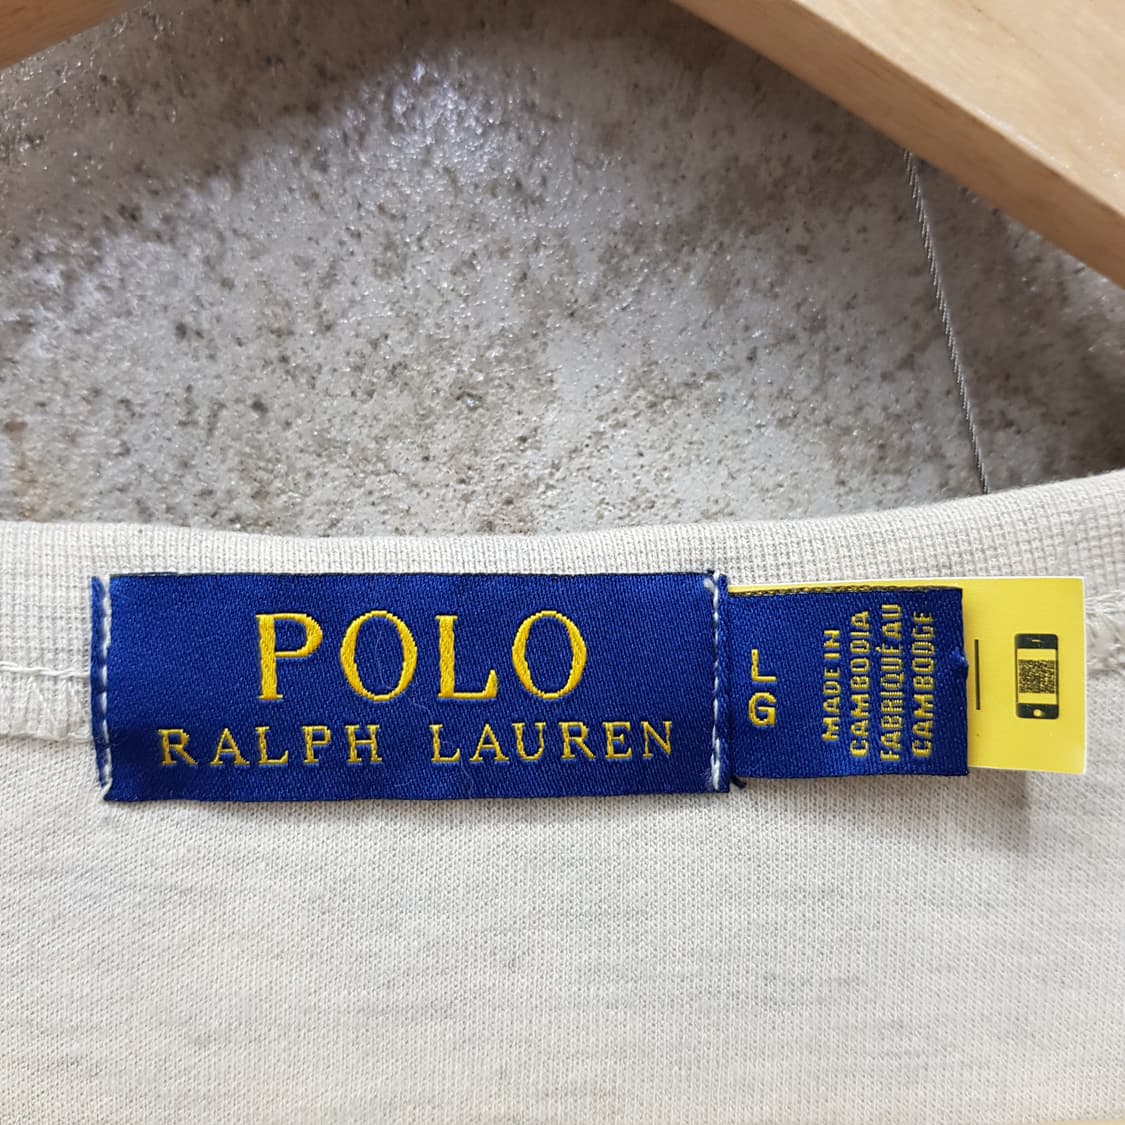 POLO
RALPH LAUREN
L
G
MADE IN
CAMBODIA
FABRIQUÉ AU
CAMBODGE